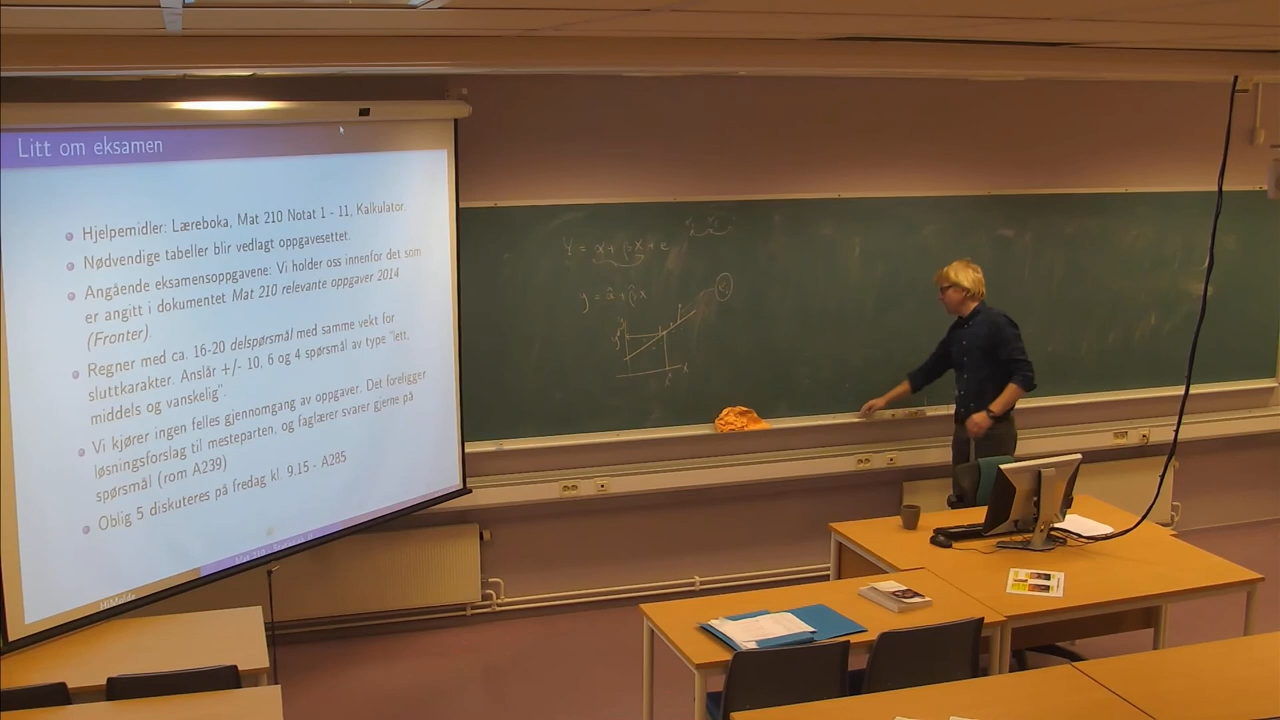 Litt om eksamen
Hjelpemidler: Læreboka, Mat 210 Notat 1 - 11, Kalkulator.
Nødvendige tabeller blir vedlagt oppgavesettet.
Angående eksamensoppgavene: Vi holder oss innenfor det som
er angitt i dokumentet Mat 210 relevante oppgaver 2014
(Fronter).
Regner med ca. 16-20 delspørsmål med samme vekt for
sluttkarakter. Anslår +/- 10, 6 og 4 spørsmål av type "lett,
middels og vanskelig".
Vi kjører ingen felles gjennomgang av oppgaver. Det foreligger
løsningsforslag til mesteparten, og faglærer svarer gjerne på
spørsmål (rom A239)
Oblig 5 diskuteres på fredag kl. 9.15 - A285
HiMolde
Y = α + βX + e